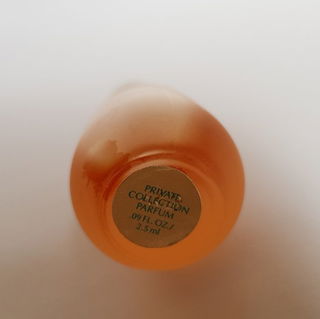 PRIVATE
COLLECTION
PARFUM
.09 FL. OZ./
2.5 ml